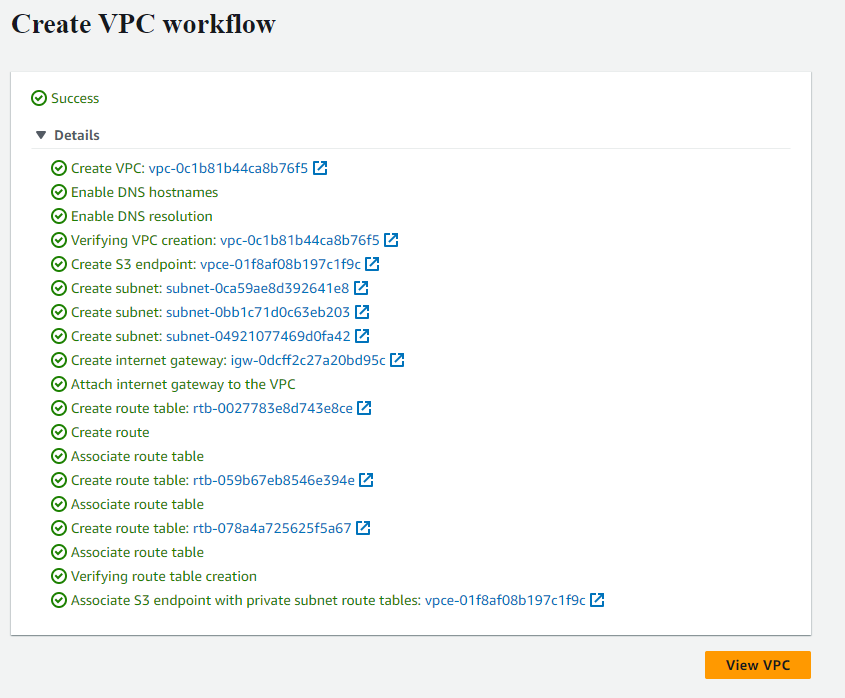 Create VPC workflow
Success
Details
Create VPC: vpc-0c1b81b44ca8b76f5
Enable DNS hostnames
Enable DNS resolution
Verifying VPC creation: vpc-0c1b81b44ca8b76f5
Create S3 endpoint: vpce-01f8af08b197c1f9c
Create subnet: subnet-0ca59ae8d392641e8
Create subnet: subnet-0bb1c71d0c63eb203
Create subnet: subnet-04921077469d0fa42
Create internet gateway: igw-0dcff2c27a20bd95c
Attach internet gateway to the VPC
Create route table: rtb-0027783e8d743e8ce
Create route
Associate route table
Create route table: rtb-059b67eb8546e394e
Associate route table
Create route table: rtb-078a4a725625f5a67
Associate route table
Verifying route table creation
Associate S3 endpoint with private subnet route tables: vpce-01f8af08b197c1f9c
View VPC